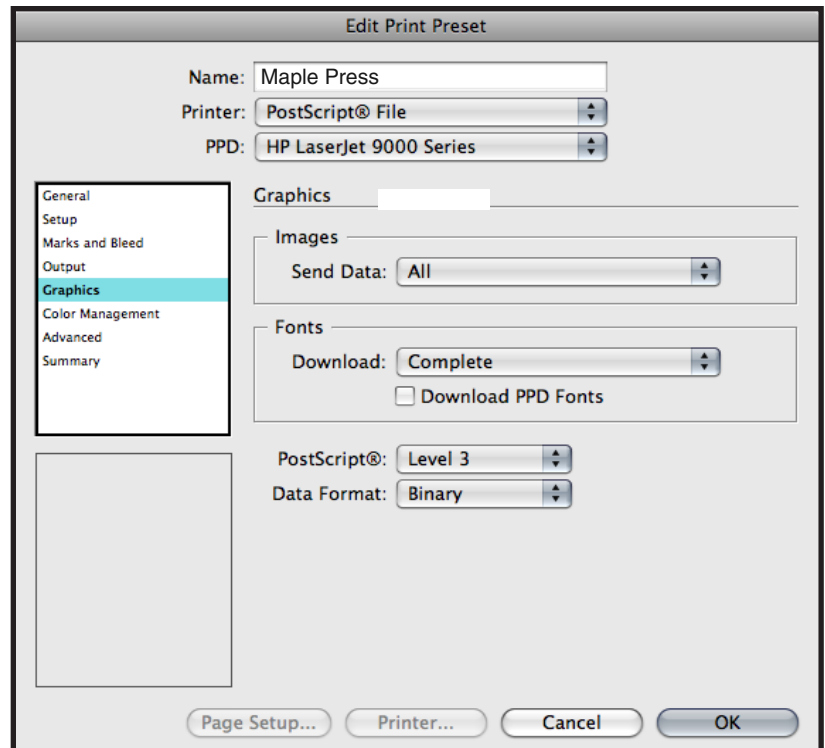 Edit Print Preset
Name: Maple Press
Printer: PostScript® File
PPD: HP LaserJet 9000 Series
General
Setup
Marks and Bleed
Output
Graphics
Color Management
Advanced
Summary
Graphics
Images
Send Data: All
Fonts
Download: Complete
Download PPD Fonts
PostScript®: Level 3
Data Format: Binary
Page Setup... Printer... Cancel OK